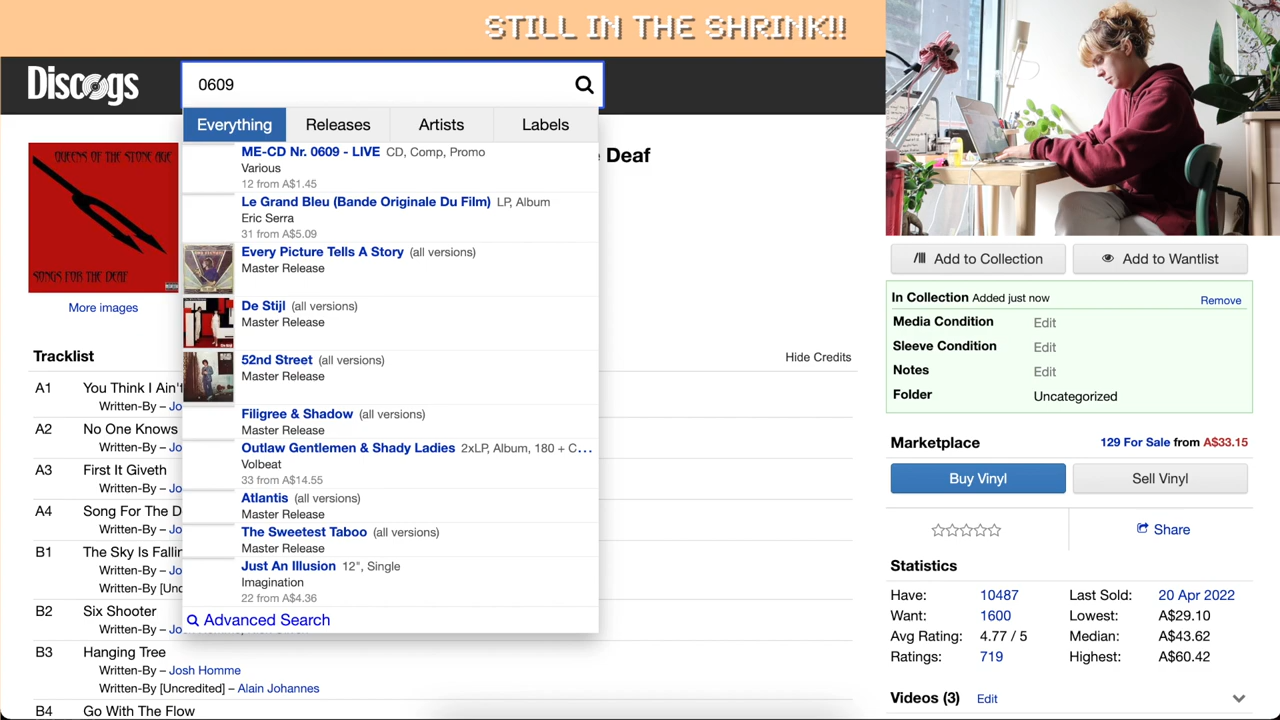 STILL IN THE SHRINK!!
Discogs
0609
Everything Releases Artists Labels
ME-CD Nr. 0609 - LIVE CD, Comp, Promo
Various
12 from A$1.45
Le Grand Bleu (Bande Originale Du Film) LP, Album
Eric Serra
31 from A$5.09
Every Picture Tells A Story (all versions)
Master Release
De Stijl (all versions)
Master Release
52nd Street (all versions)
Master Release
Filigree & Shadow (all versions)
Master Release
Outlaw Gentlemen & Shady Ladies 2xLP, Album, 180 + C...
Volbeat
33 from A$14.55
Atlantis (all versions)
Master Release
The Sweetest Taboo (all versions)
Master Release
Just An Illusion 12", Single
Imagination
22 from A$4.36
Advanced Search
Deaf
QUEENS OF THE STONE AGE
SONGS FOR THE DEAF
More images
Tracklist
Hide Credits
A1 You Think I Ain't
Written-By – Jo
A2 No One Knows
Written-By – Jo
A3 First It Giveth
Written-By – Jo
A4 Song For The D
Written-By – Jo
B1 The Sky Is Fallin
Written-By – Jo
Written-By [Unc
B2 Six Shooter
Written-By – Jo
B3 Hanging Tree
Written-By – Josh Homme
Written-By [Uncredited] – Alain Johannes
B4 Go With The Flow
Add to Collection
Add to Wantlist
In Collection Added just now Remove
Media Condition Edit
Sleeve Condition Edit
Notes Edit
Folder Uncategorized
Marketplace 129 For Sale from A$33.15
Buy Vinyl Sell Vinyl
Share
Statistics
Have: 10487 Last Sold: 20 Apr 2022
Want: 1600 Lowest: A$29.10
Avg Rating: 4.77 / 5 Median: A$43.62
Ratings: 719 Highest: A$60.42
Videos (3) Edit